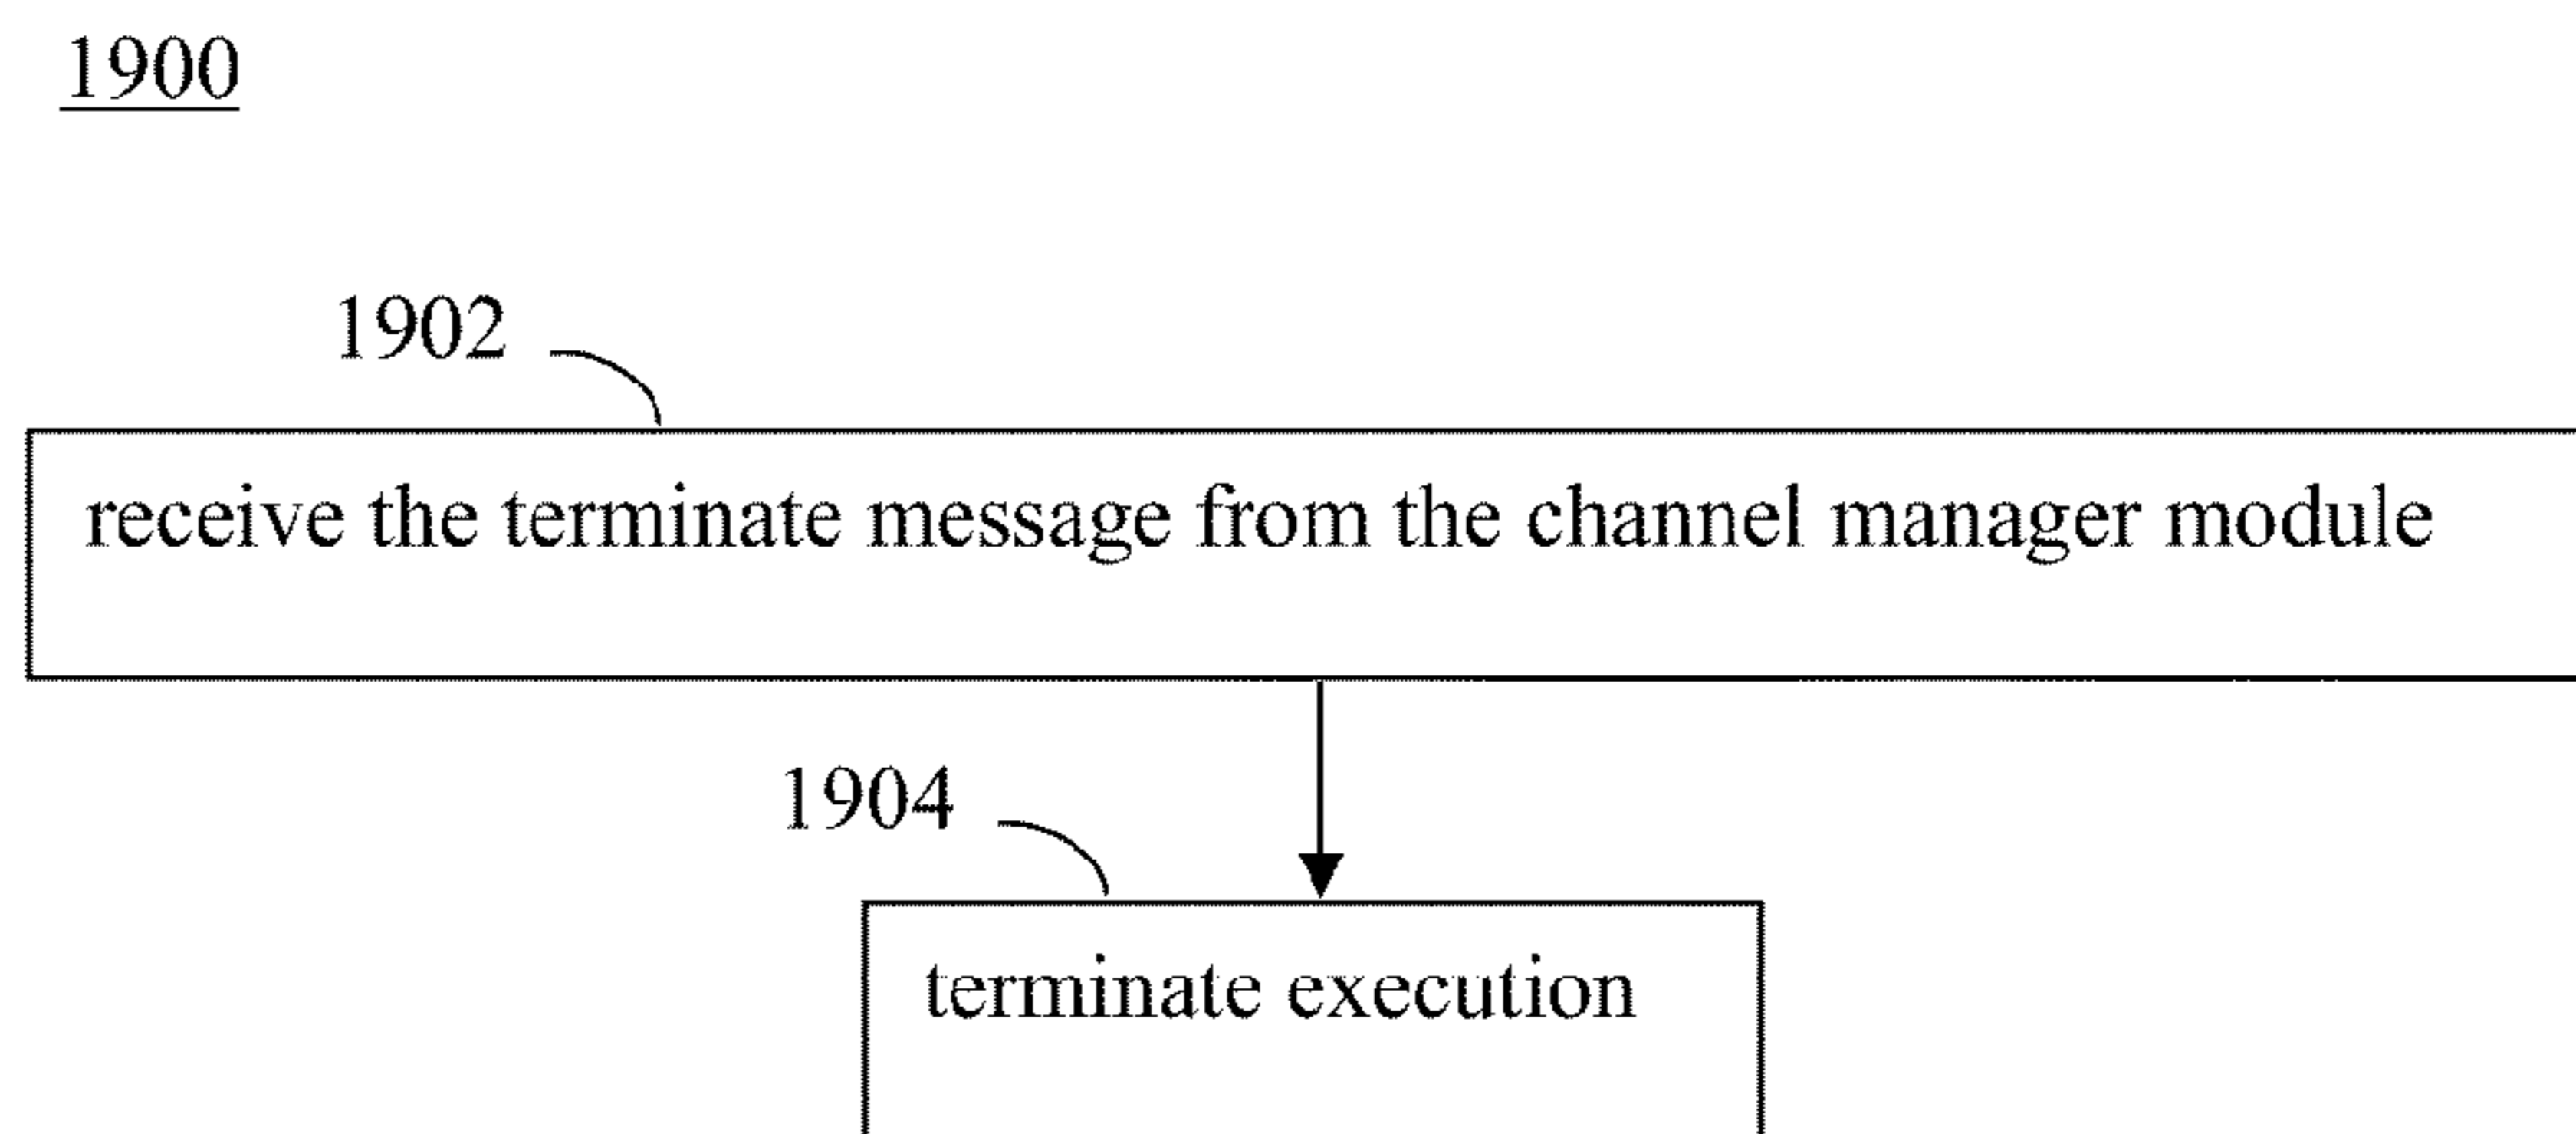 1900
1902
receive the terminate message from the channel manager module
1904
terminate execution